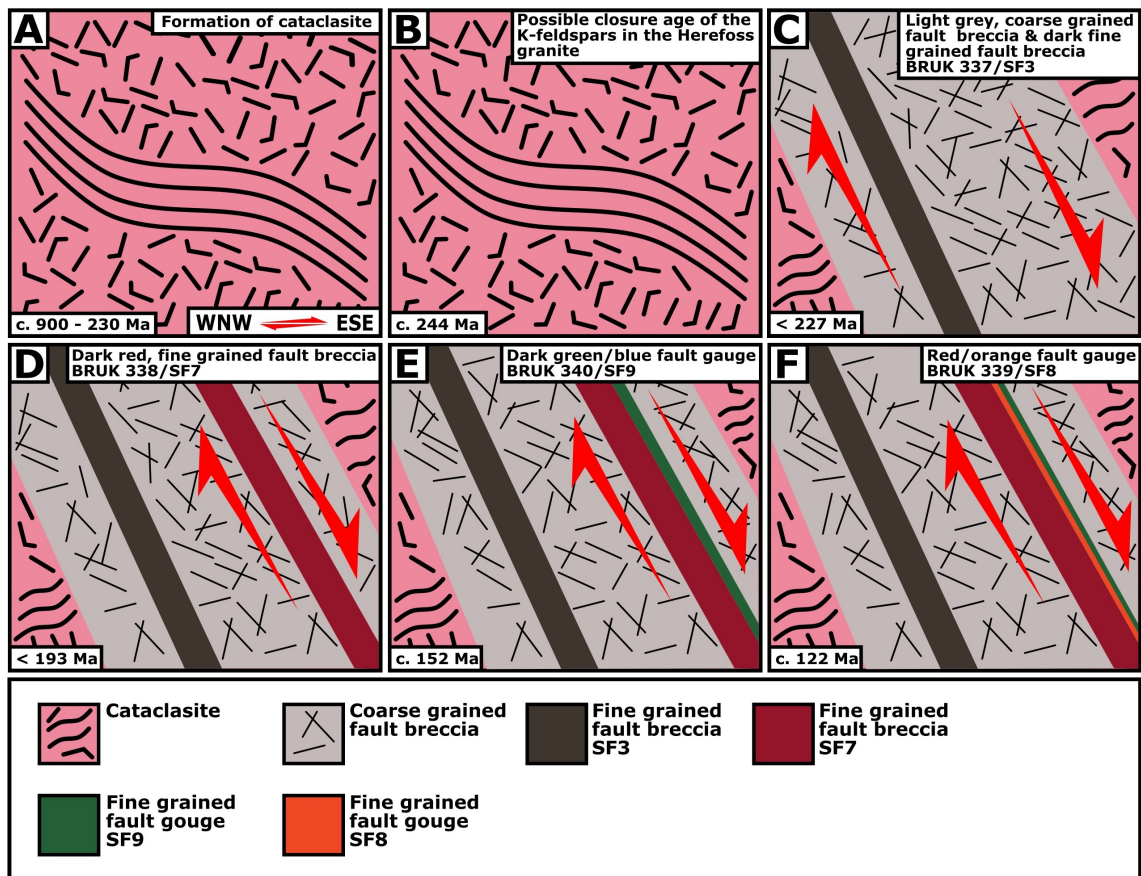 A
Formation of cataclasite
c. 900 - 230 Ma
WNW ESE
B
Possible closure age of the
K-feldspars in the Herefoss
granite
c. 244 Ma
C
Light grey, coarse grained
fault breccia & dark fine
grained fault breccia
BRUK 337/SF3
< 227 Ma
D
Dark red, fine grained fault breccia
BRUK 338/SF7
< 193 Ma
E
Dark green/blue fault gauge
BRUK 340/SF9
c. 152 Ma
F
Red/orange fault gauge
BRUK 339/SF8
c. 122 Ma
Cataclasite
Coarse grained
fault breccia
Fine grained
fault breccia
SF3
Fine grained
fault breccia
SF7
Fine grained
fault gouge
SF9
Fine grained
fault gouge
SF8